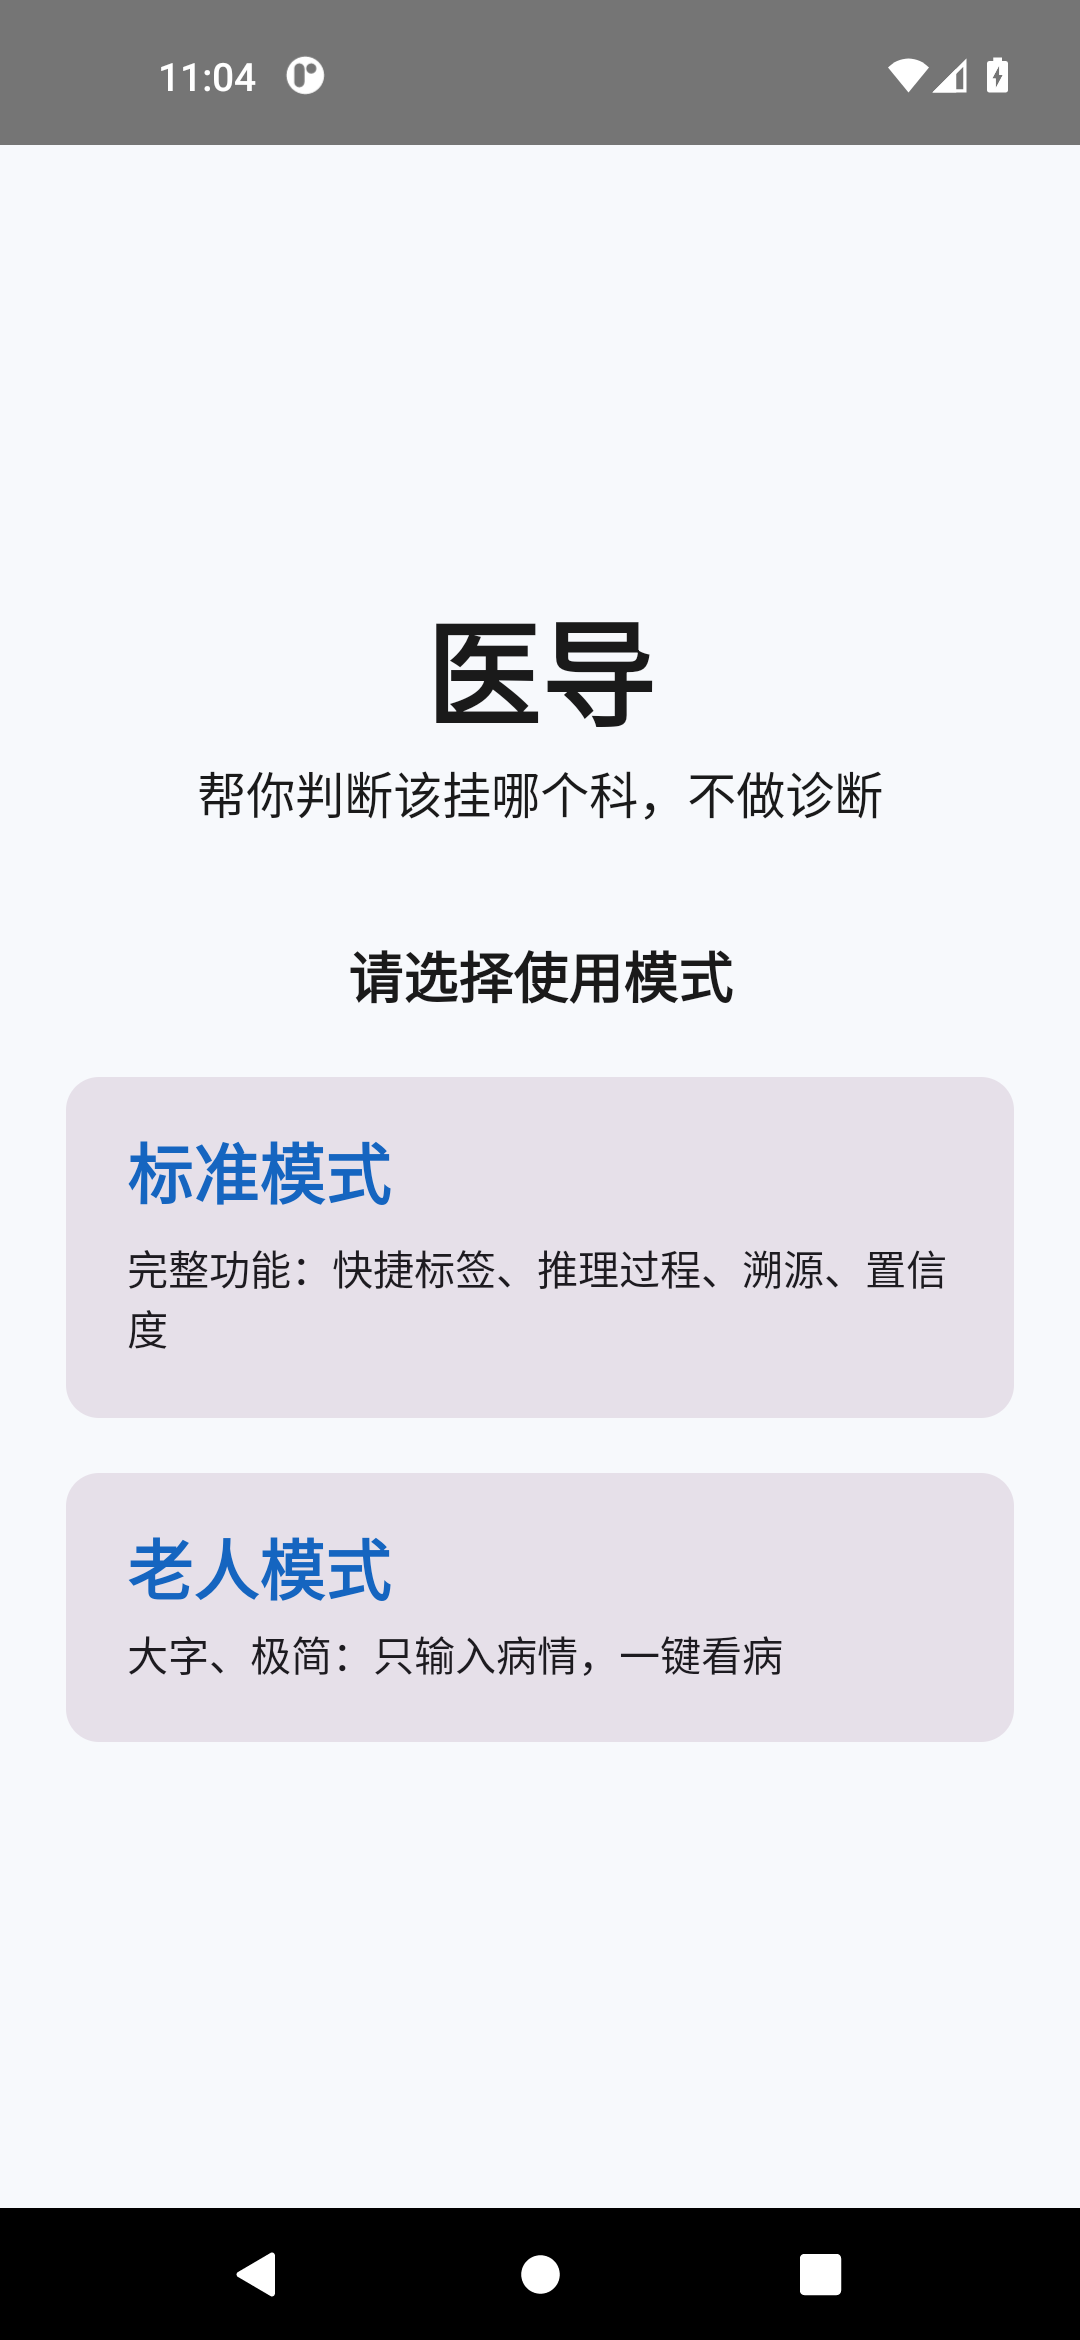 11:04
医导
帮你判断该挂哪个科，不做诊断
请选择使用模式
标准模式
完整功能：快捷标签、推理过程、溯源、置信
度
老人模式
大字、极简：只输入病情，一键看病